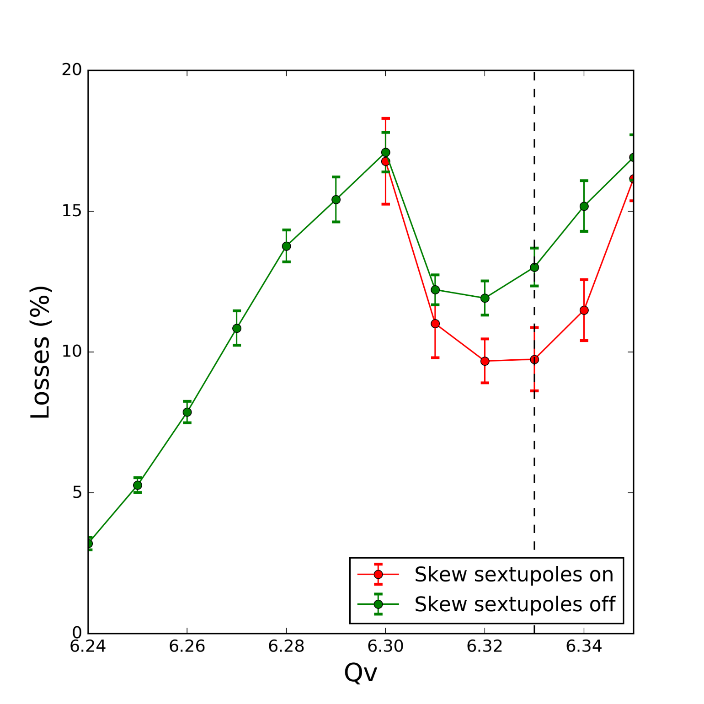 20
15
10
5
0
Losses (%)
6.24 6.26 6.28 6.30 6.32 6.34
Qv
Skew sextupoles on
Skew sextupoles off